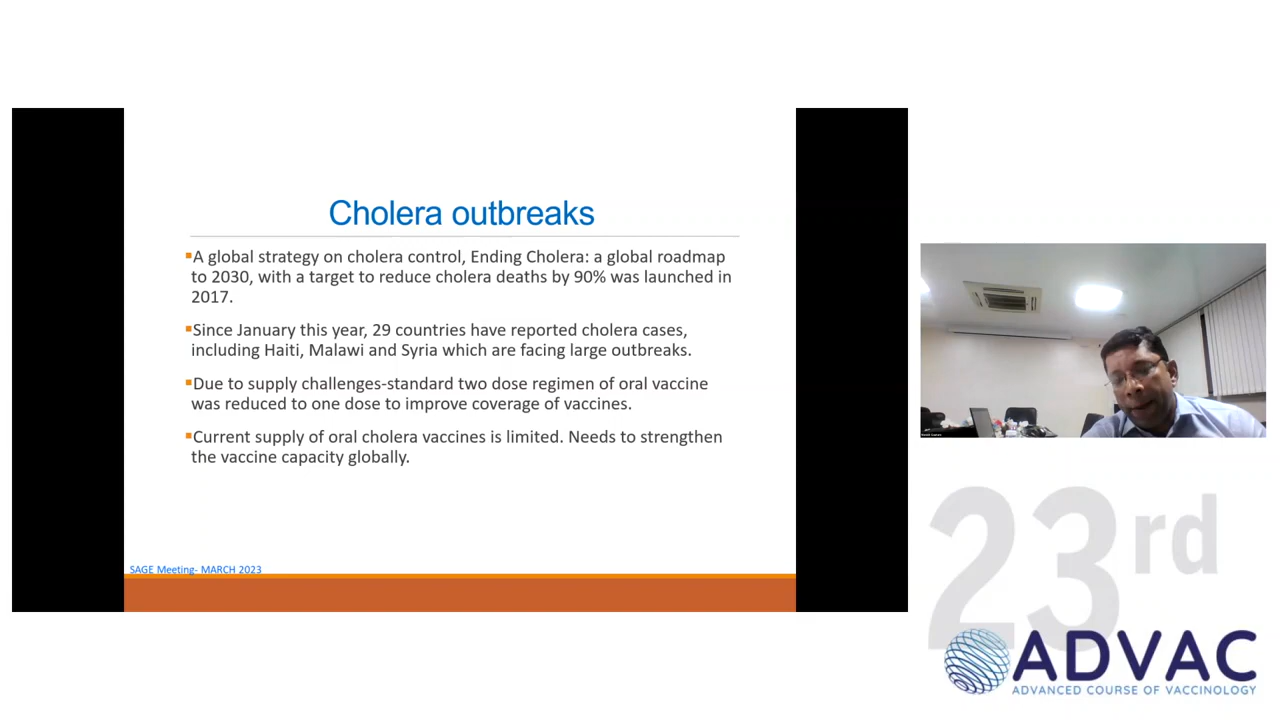 Cholera outbreaks
▪A global strategy on cholera control, Ending Cholera: a global roadmap
to 2030, with a target to reduce cholera deaths by 90% was launched in
2017.
▪Since January this year, 29 countries have reported cholera cases,
including Haiti, Malawi and Syria which are facing large outbreaks.
▪Due to supply challenges-standard two dose regimen of oral vaccine
was reduced to one dose to improve coverage of vaccines.
▪Current supply of oral cholera vaccines is limited. Needs to strengthen
the vaccine capacity globally.
SAGE Meeting- MARCH 2023
23rd
ADVAC
ADVANCED COURSE OF VACCINOLOGY